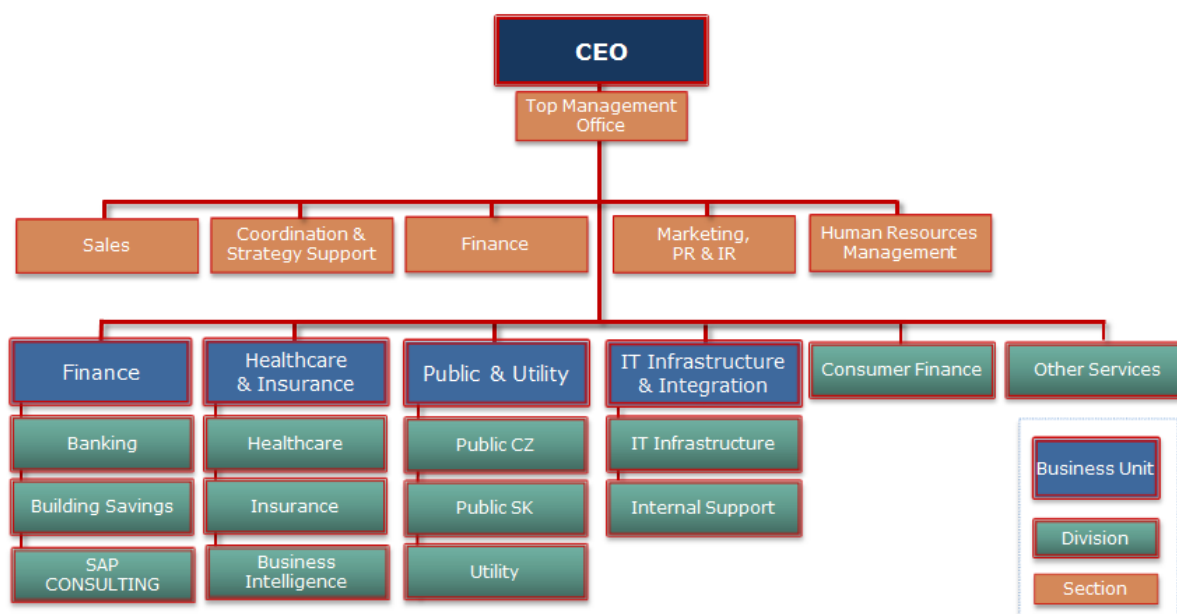 CEO
Top Management
Office
Sales
Coordination &
Strategy Support
Finance
Marketing,
PR & IR
Human Resources
Management
Finance
Healthcare
& Insurance
Public & Utility
IT Infrastructure
& Integration
Consumer Finance
Other Services
Banking
Healthcare
Public CZ
IT Infrastructure
Building Savings
Insurance
Public SK
Internal Support
SAP
CONSULTING
Business
Intelligence
Utility
Business Unit
Division
Section